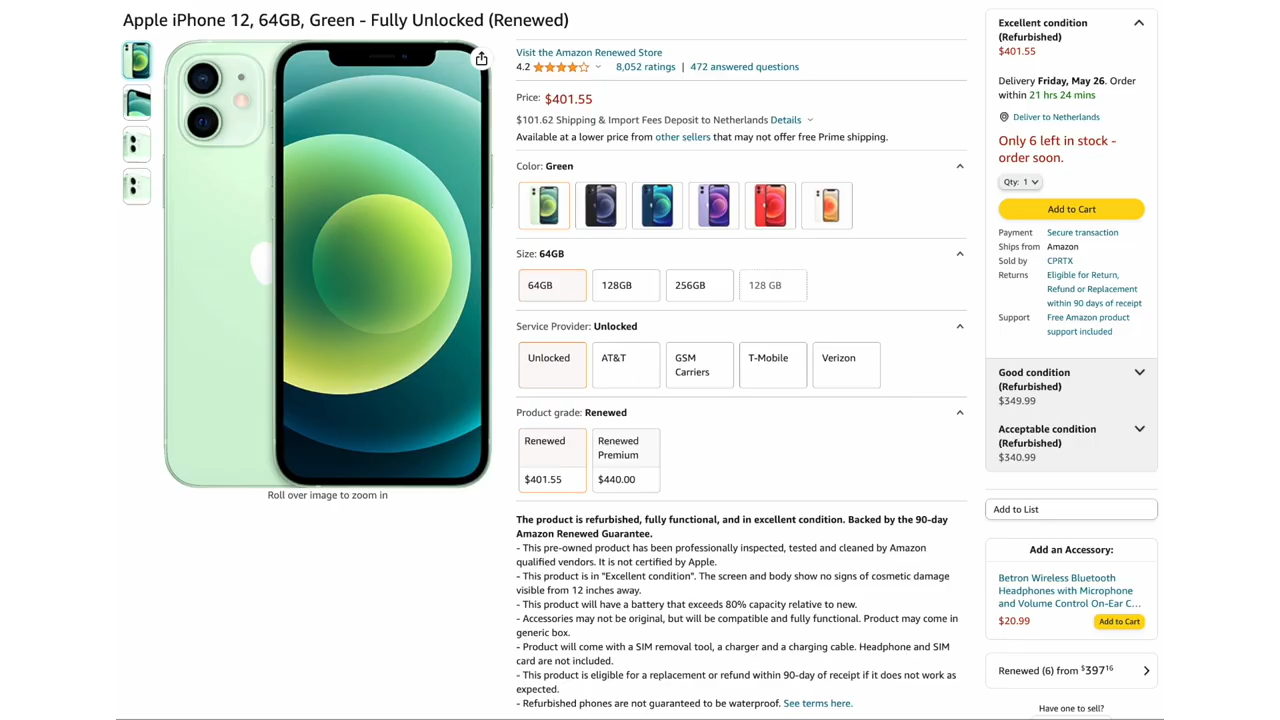 Apple iPhone 12, 64GB, Green - Fully Unlocked (Renewed)
Roll over image to zoom in
Visit the Amazon Renewed Store
4.2
8,052 ratings | 472 answered questions
Price: $401.55
$101.62 Shipping & Import Fees Deposit to Netherlands Details
Available at a lower price from other sellers that may not offer free Prime shipping.
Color: Green
Size: 64GB
64GB
128GB
256GB
128 GB
Service Provider: Unlocked
Unlocked
AT&T
GSM
Carriers
T-Mobile
Verizon
Product grade: Renewed
Renewed
$401.55
Renewed
Premium
$440.00
The product is refurbished, fully functional, and in excellent condition. Backed by the 90-day
Amazon Renewed Guarantee.
- This pre-owned product has been professionally inspected, tested and cleaned by Amazon
qualified vendors. It is not certified by Apple.
- This product is in "Excellent condition". The screen and body show no signs of cosmetic damage
visible from 12 inches away.
- This product will have a battery that exceeds 80% capacity relative to new.
- Accessories may not be original, but will be compatible and fully functional. Product may come in
generic box.
- Product will come with a SIM removal tool, a charger and a charging cable. Headphone and SIM
card are not included.
- This product is eligible for a replacement or refund within 90-day of receipt if it does not work as
expected.
- Refurbished phones are not guaranteed to be waterproof. See terms here.
Excellent condition
(Refurbished)
$401.55
Delivery Friday, May 26. Order
within 21 hrs 24 mins
Deliver to Netherlands
Only 6 left in stock -
order soon.
Qty: 1
Add to Cart
Payment Secure transaction
Ships from Amazon
Sold by CPRTX
Returns Eligible for Return,
Refund or Replacement
within 90 days of receipt
Support Free Amazon product
support included
Good condition
(Refurbished)
$349.99
Acceptable condition
(Refurbished)
$340.99
Add to List
Add an Accessory:
Betron Wireless Bluetooth
Headphones with Microphone
and Volume Control On-Ear C...
$20.99 Add to Cart
Renewed (6) from $397.16
Have one to sell?